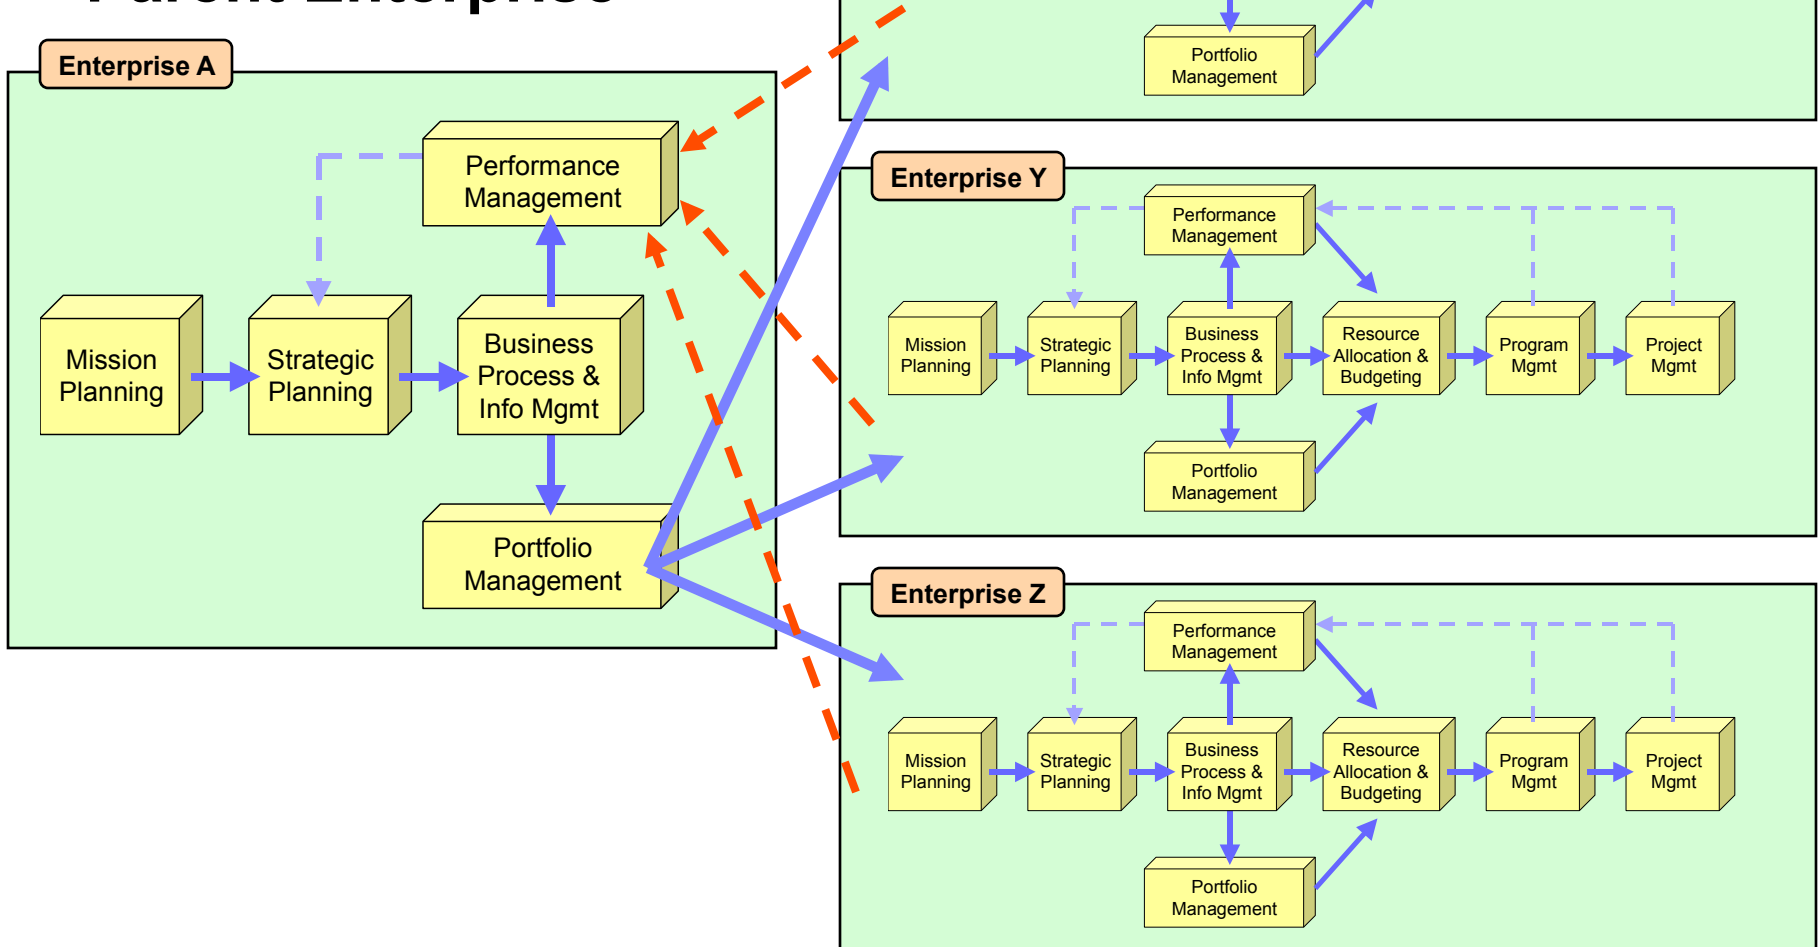 Parent Enterprise
Enterprise A
Performance
Management
Mission
Planning
Strategic
Planning
Business
Process &
Info Mgmt
Portfolio
Management
Portfolio
Management
Enterprise Y
Performance
Management
Mission
Planning
Strategic
Planning
Business
Process &
Info Mgmt
Resource
Allocation &
Budgeting
Program
Mgmt
Project
Mgmt
Portfolio
Management
Enterprise Z
Performance
Management
Mission
Planning
Strategic
Planning
Business
Process &
Info Mgmt
Resource
Allocation &
Budgeting
Program
Mgmt
Project
Mgmt
Portfolio
Management